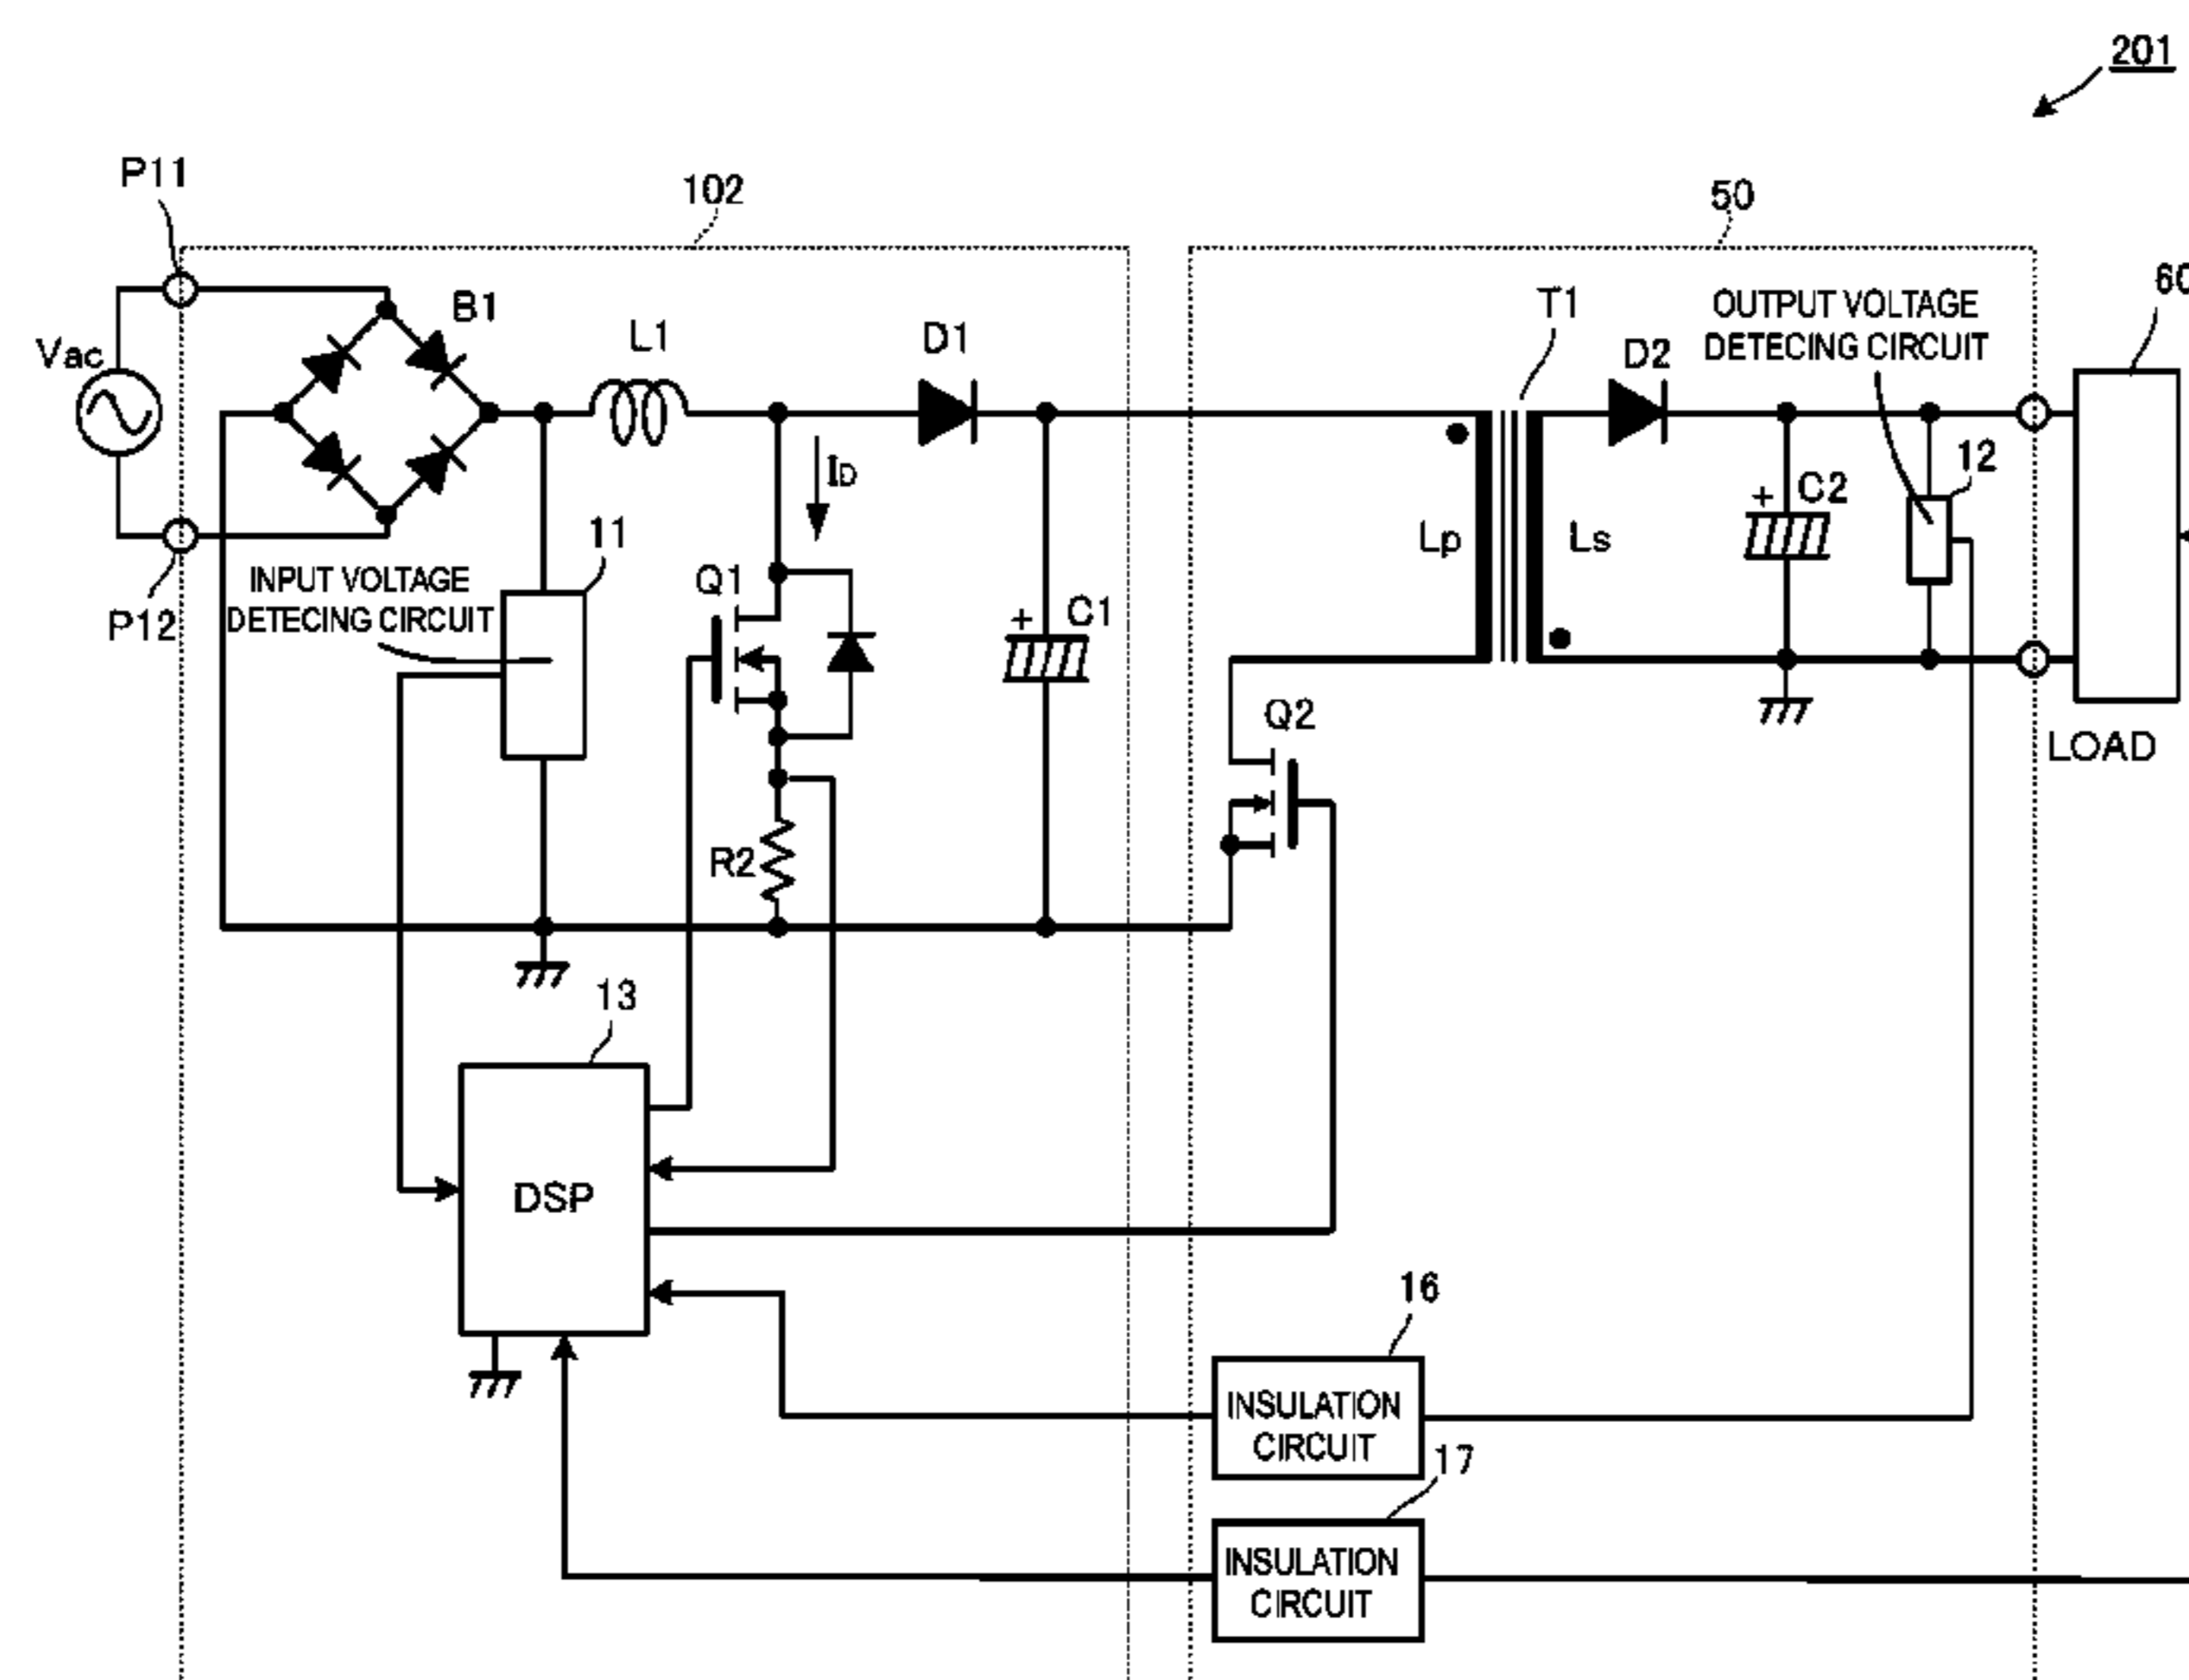 201
P11
102
50
B1
L1
D1
T1
OUTPUT VOLTAGE
DETECING CIRCUIT
D2
Vac
ID
12
C2
Lp
Ls
11
INPUT VOLTAGE
DETECING CIRCUIT
Q1
C1
+
+
P12
Q2
LOAD
R2
13
DSP
16
INSULATION
CIRCUIT
17
INSULATION
CIRCUIT